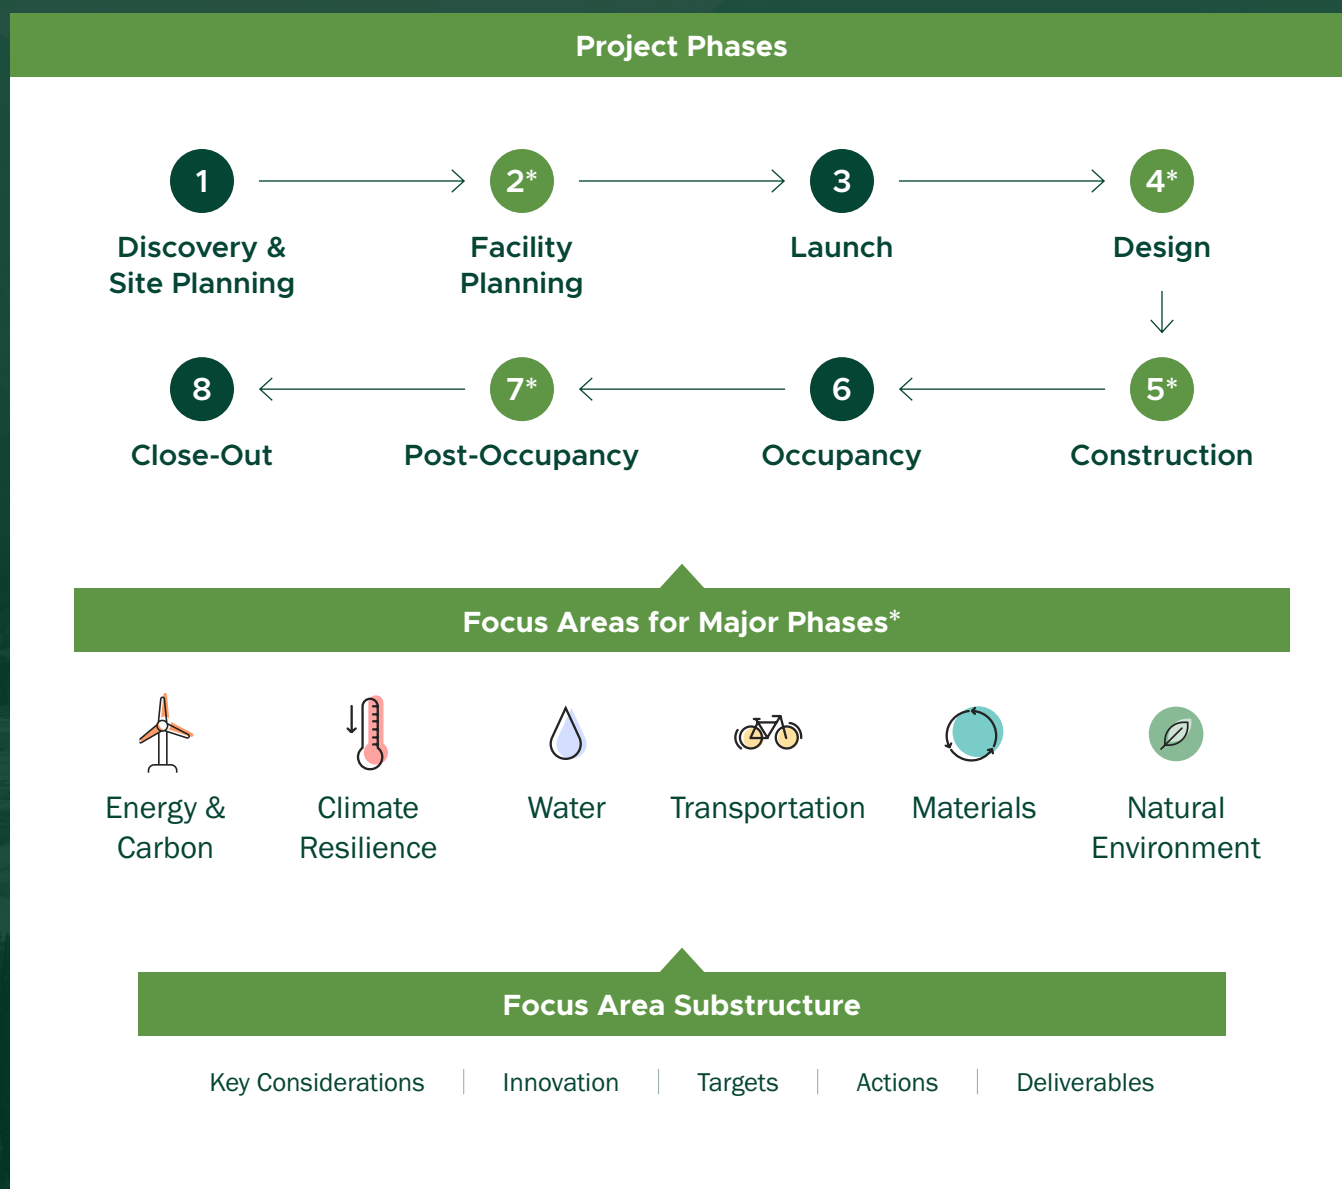 Project Phases
1
2*
3
4*
Discovery &
Site Planning
Facility
Planning
Launch
Design
8
7*
6
5*
Close-Out
Post-Occupancy
Occupancy
Construction
Focus Areas for Major Phases*
Energy &
Carbon
Climate
Resilience
Water
Transportation
Materials
Natural
Environment
Focus Area Substructure
Key Considerations
Innovation
Targets
Actions
Deliverables